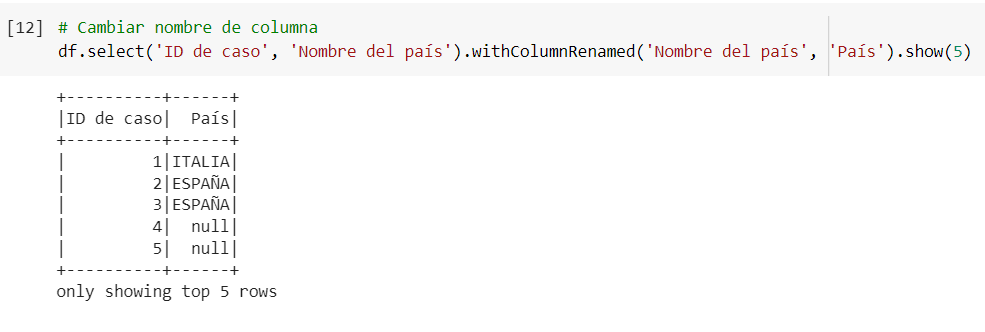 [12] # Cambiar nombre de columna
df.select('ID de caso', 'Nombre del país').withColumnRenamed('Nombre del país', 'País').show(5)
+----------+------+
|ID de caso|  País|
+----------+------+
|         1|ITALIA|
|         2|ESPAÑA|
|         3|ESPAÑA|
|         4|  null|
|         5|  null|
+----------+------+
only showing top 5 rows